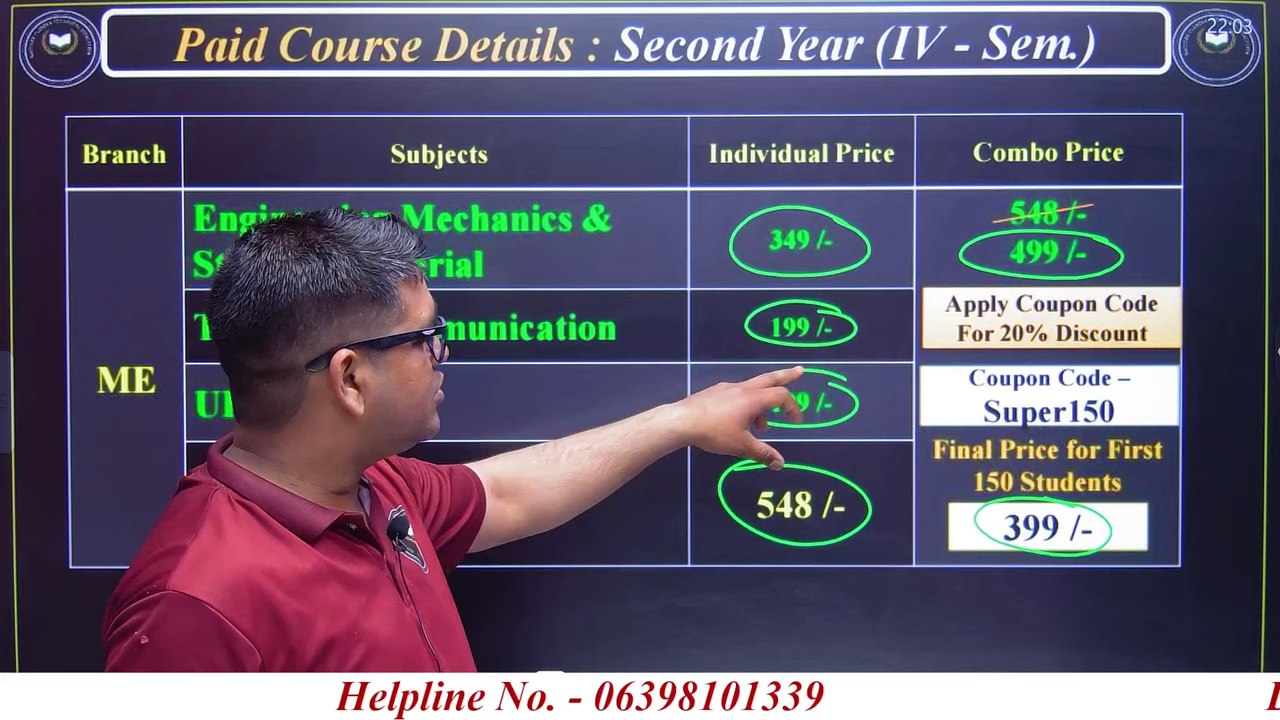 Paid Course Details : Second Year (IV - Sem.)
22:03
Branch
Subjects
Individual Price
Combo Price
ME
Mechanics &
349 /-
548 /-
499 /-
199 /-
Apply Coupon Code
For 20% Discount
Coupon Code –
Super150
548 /-
Final Price for First
150 Students
399 /-
Helpline No. - 06398101339